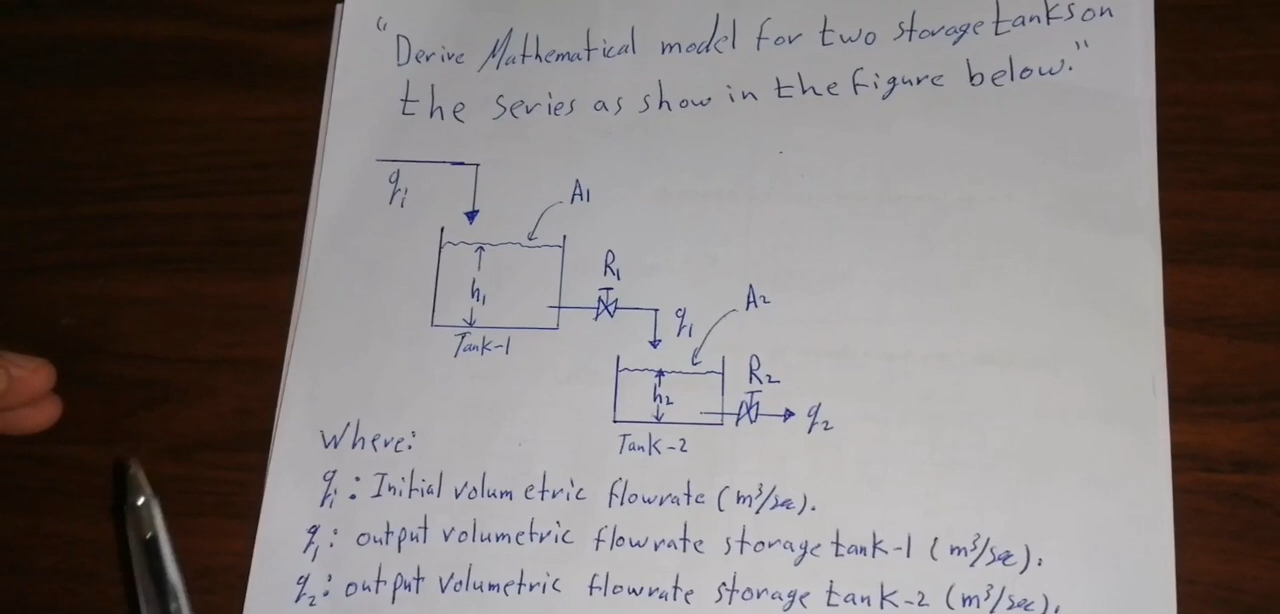 "Derive Mathematical model for two storage tanks on
the series as show in the figure below."
qi
A1
R1
h1
q1
A2
Tank-1
R2
h2
q2
Tank-2
Where:
qi: Initial volumetric flowrate (m³/sec).
q1: output volumetric flowrate storage tank-1 (m³/sec).
q2: output volumetric flowrate storage tank-2 (m³/sec).